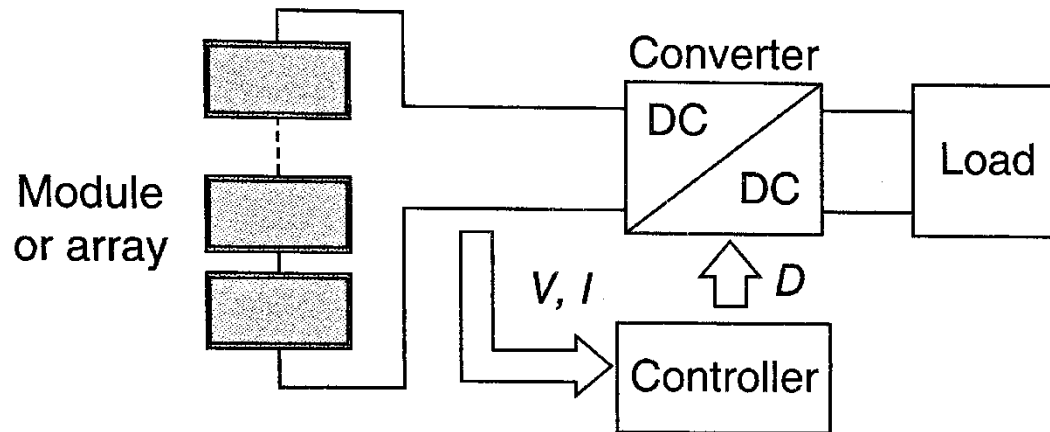 Converter
DC
DC
Load
Module
or array
V, I
D
Controller